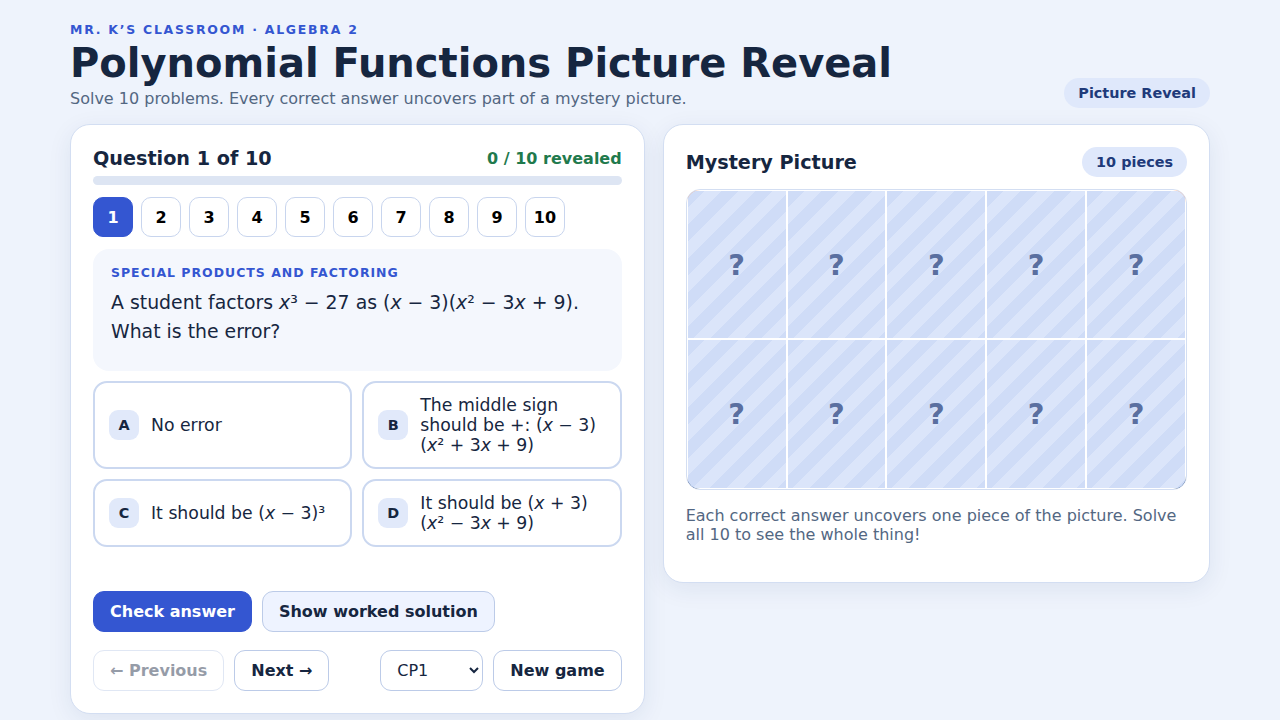 MR. K’S CLASSROOM · ALGEBRA 2
Polynomial Functions Picture Reveal
Solve 10 problems. Every correct answer uncovers part of a mystery picture.
Picture Reveal
Question 1 of 10
0 / 10 revealed
1 2 3 4 5 6 7 8 9 10
SPECIAL PRODUCTS AND FACTORING
A student factors x³ − 27 as (x − 3)(x² − 3x + 9).
What is the error?
A No error
B The middle sign
should be +: (x − 3)
(x² + 3x + 9)
C It should be (x − 3)³
D It should be (x + 3)
(x² − 3x + 9)
Check answer
Show worked solution
← Previous
Next →
CP1
New game
Mystery Picture
10 pieces
? ? ? ? ?
? ? ? ? ?
Each correct answer uncovers one piece of the picture. Solve
all 10 to see the whole thing!